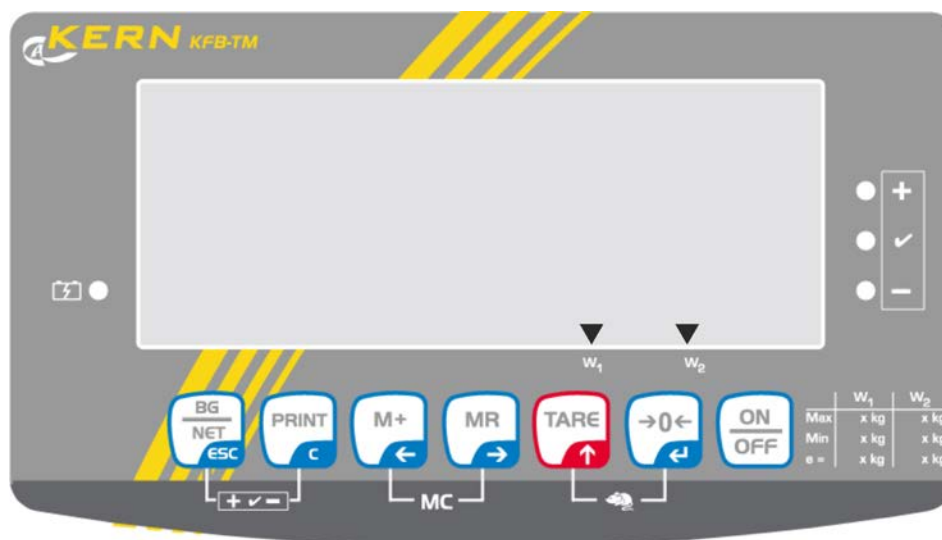 KERN KFB-TM
+
✔
−
W₁ W₂
BG
NET
ESC
PRINT
C
M+
←
MR
→
TARE
↑
→0←
↵
ON
OFF
W₁ W₂
Max x kg x kg
Min x kg x kg
e = x kg x kg
+ ✔ −
MC